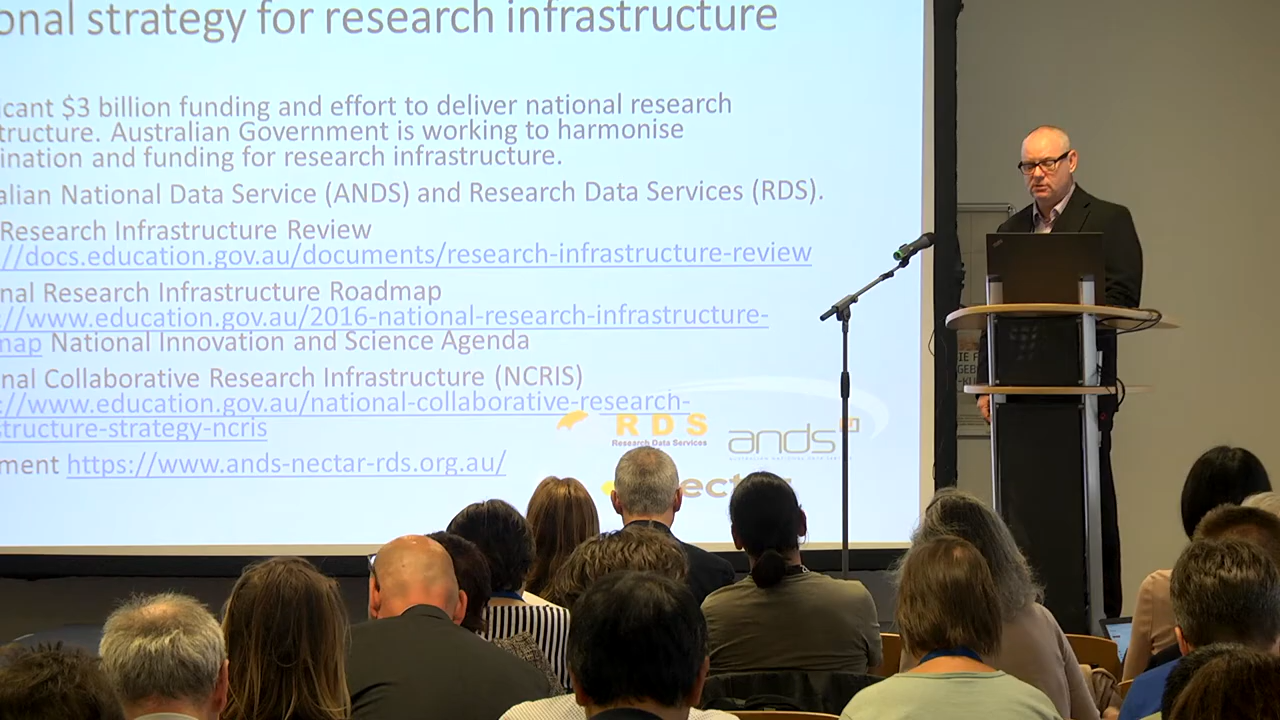 onal strategy for research infrastructure
icant $3 billion funding and effort to deliver national research
tructure. Australian Government is working to harmonise
ination and funding for research infrastructure.
alian National Data Service (ANDS) and Research Data Services (RDS).
Research Infrastructure Review
://docs.education.gov.au/documents/research-infrastructure-review
nal Research Infrastructure Roadmap
://www.education.gov.au/2016-national-research-infrastructure-
map National Innovation and Science Agenda
nal Collaborative Research Infrastructure (NCRIS)
://www.education.gov.au/national-collaborative-research-
structure-strategy-ncris
RDS
Research Data Services
ands
ment https://www.ands-nectar-rds.org.au/
ectar